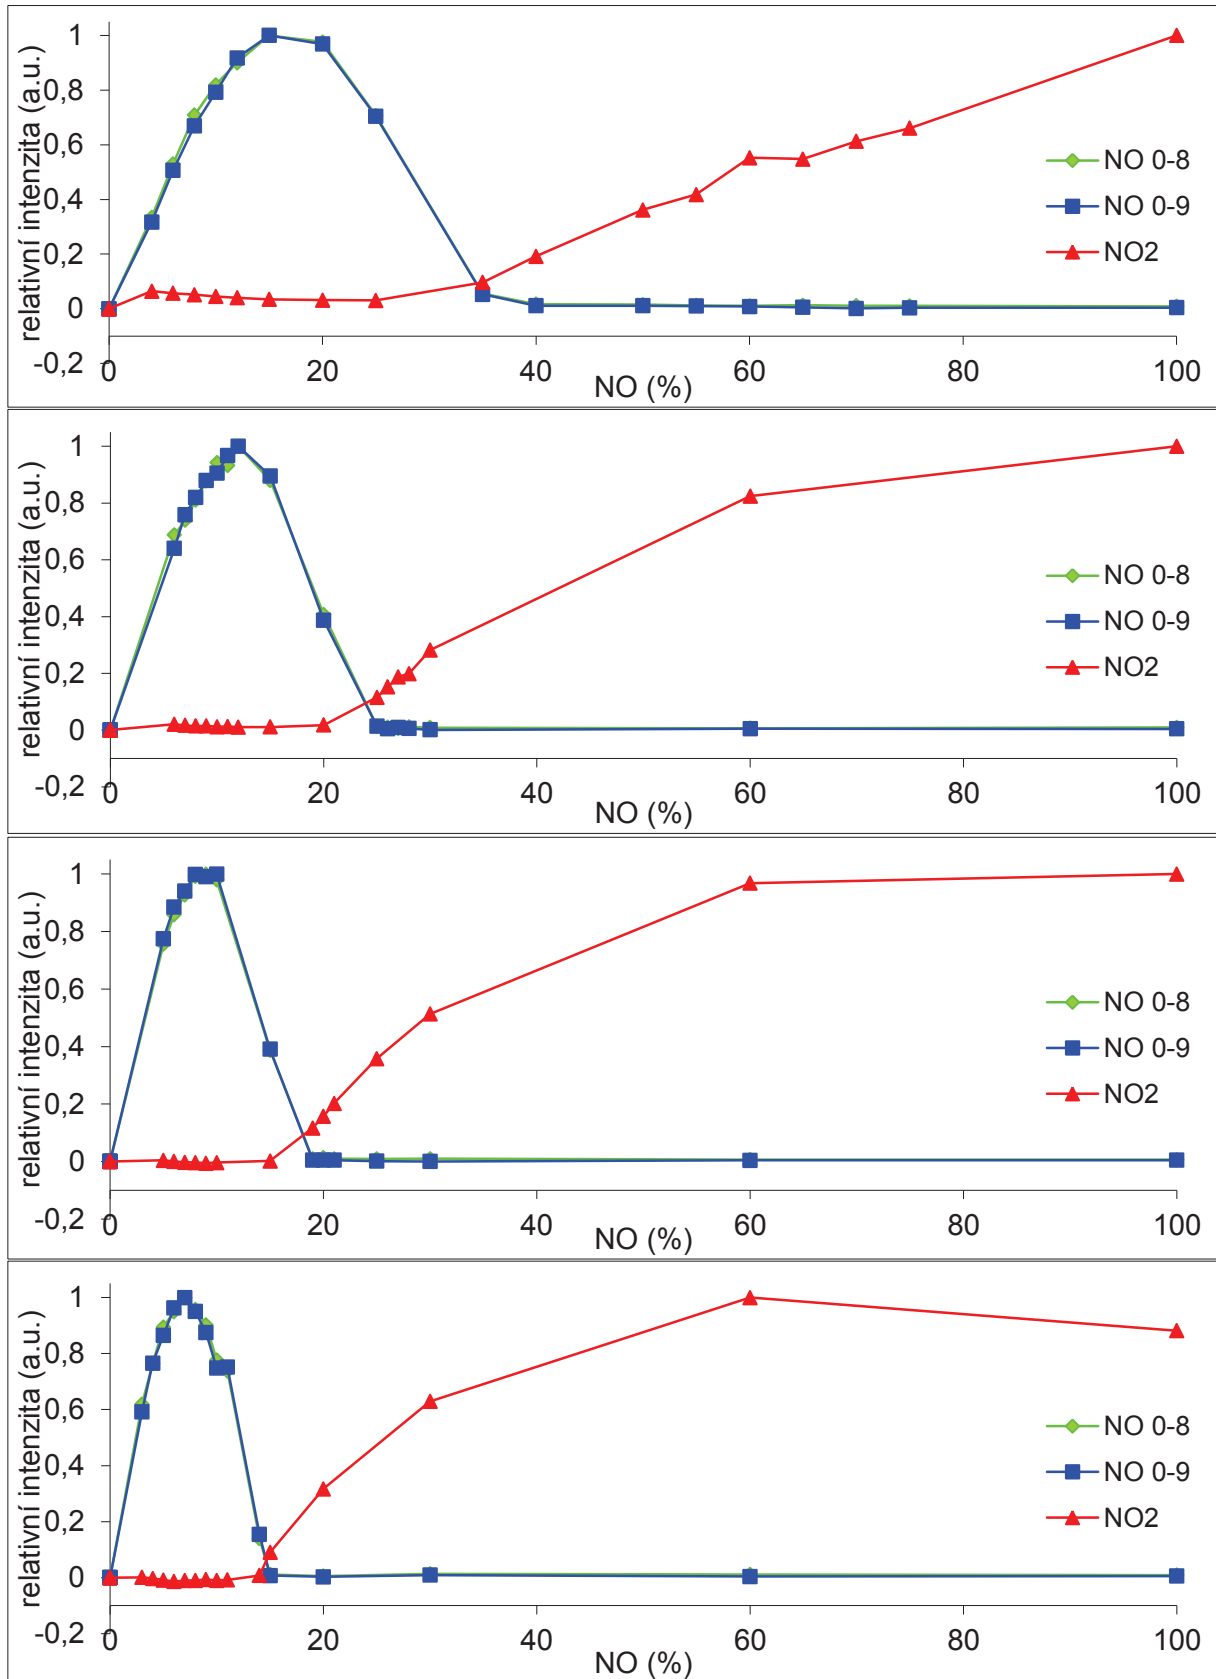 relativní intenzita (a.u.)
1
0,8
0,6
0,4
0,2
0
-0,2
0 20 40 60 80 100
NO (%)
NO 0-8
NO 0-9
NO2
relativní intenzita (a.u.)
1
0,8
0,6
0,4
0,2
0
-0,2
0 20 40 60 80 100
NO (%)
NO 0-8
NO 0-9
NO2
relativní intenzita (a.u.)
1
0,8
0,6
0,4
0,2
0
-0,2
0 20 40 60 80 100
NO (%)
NO 0-8
NO 0-9
NO2
relativní intenzita (a.u.)
1
0,8
0,6
0,4
0,2
0
-0,2
0 20 40 60 80 100
NO (%)
NO 0-8
NO 0-9
NO2